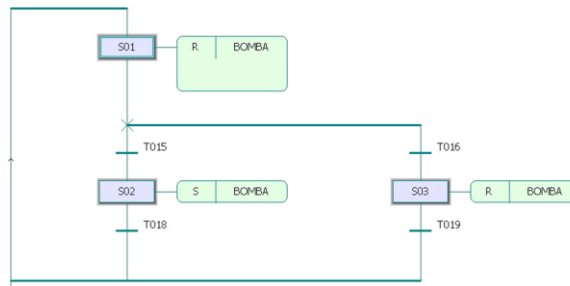 S01 R BOMBA
T015 T016
S02 S BOMBA S03 R BOMBA
T018 T019